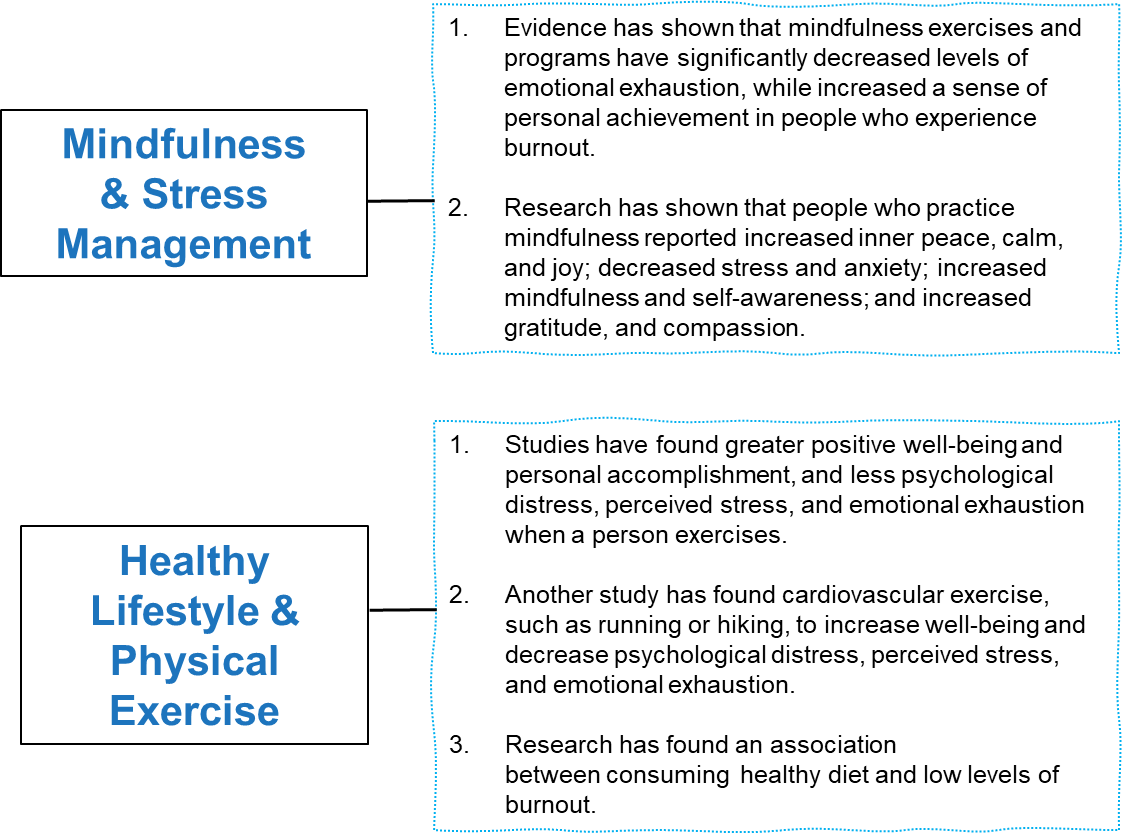 Mindfulness
& Stress
Management
1. Evidence has shown that mindfulness exercises and
programs have significantly decreased levels of
emotional exhaustion, while increased a sense of
personal achievement in people who experience
burnout.
2. Research has shown that people who practice
mindfulness reported increased inner peace, calm,
and joy; decreased stress and anxiety; increased
mindfulness and self-awareness; and increased
gratitude, and compassion.
Healthy
Lifestyle &
Physical
Exercise
1. Studies have found greater positive well-being and
personal accomplishment, and less psychological
distress, perceived stress, and emotional exhaustion
when a person exercises.
2. Another study has found cardiovascular exercise,
such as running or hiking, to increase well-being and
decrease psychological distress, perceived stress,
and emotional exhaustion.
3. Research has found an association
between consuming healthy diet and low levels of
burnout.